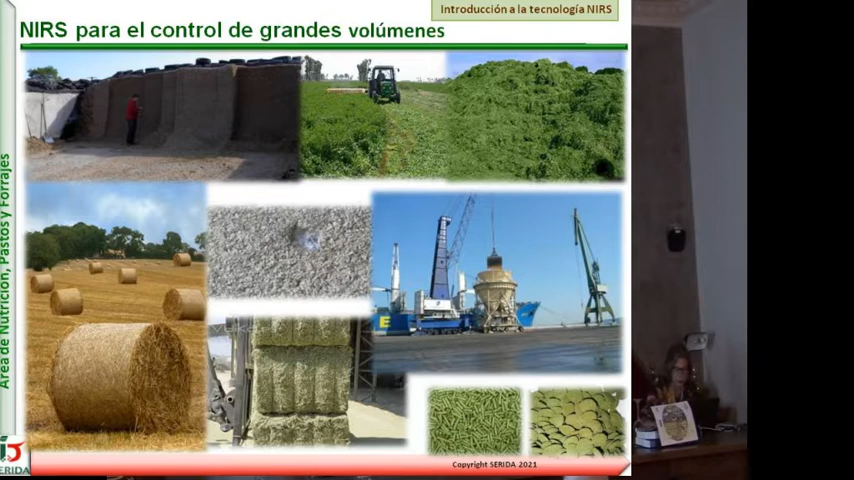 Introducción a la tecnología NIRS
NIRS para el control de grandes volúmenes
Área de Nutrición, Pastos y Forrajes
SERIDA
Copyright SERIDA 2021